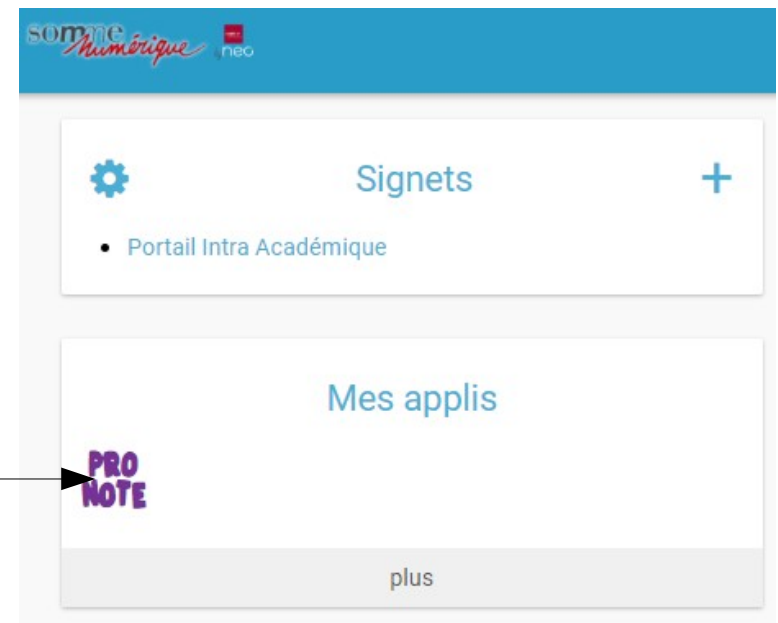 somme
numérique neo
Signets
Portail Intra Académique
Mes applis
PRO
NOTE
plus